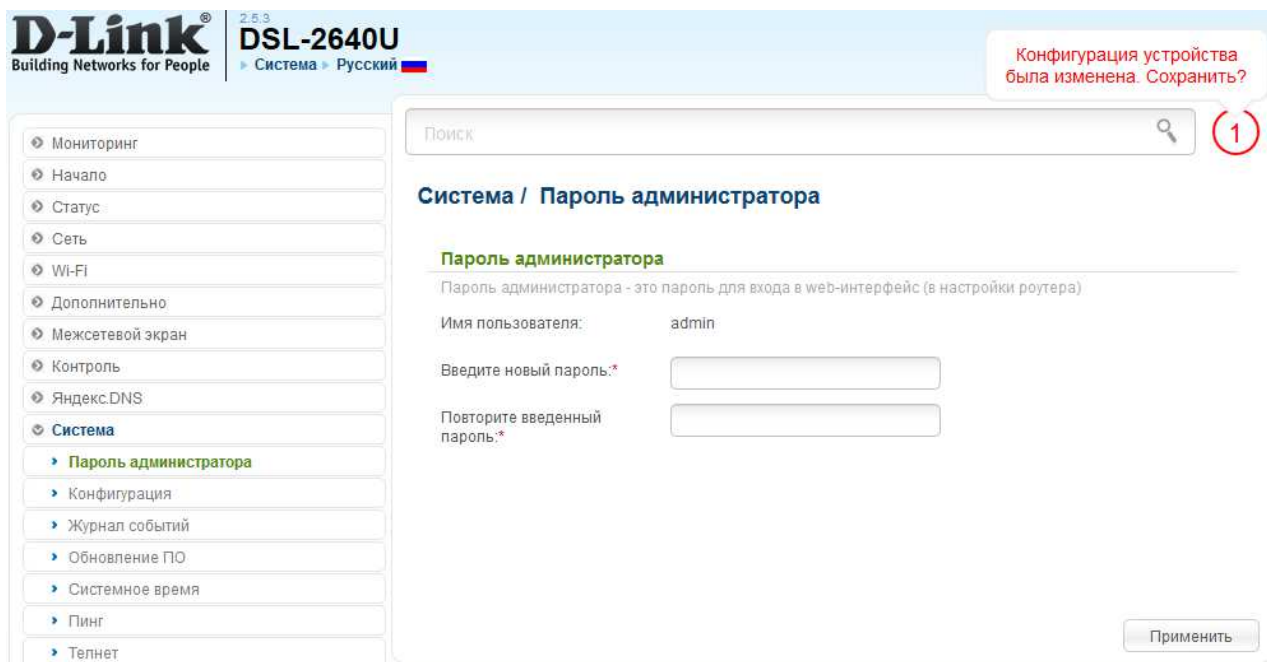 D-Link®
Building Networks for People
2.5.3
DSL-2640U
Система Русский
Конфигурация устройства
была изменена. Сохранить?
Поиск
1
Мониторинг
Начало
Статус
Сеть
Wi-Fi
Дополнительно
Межсетевой экран
Контроль
Яндекс.DNS
Система
Пароль администратора
Конфигурация
Журнал событий
Обновление ПО
Системное время
Пинг
Телнет
Система / Пароль администратора
Пароль администратора
Пароль администратора - это пароль для входа в web-интерфейс (в настройки роутера)
Имя пользователя: admin
Введите новый пароль:*
Повторите введенный
пароль:*
Применить